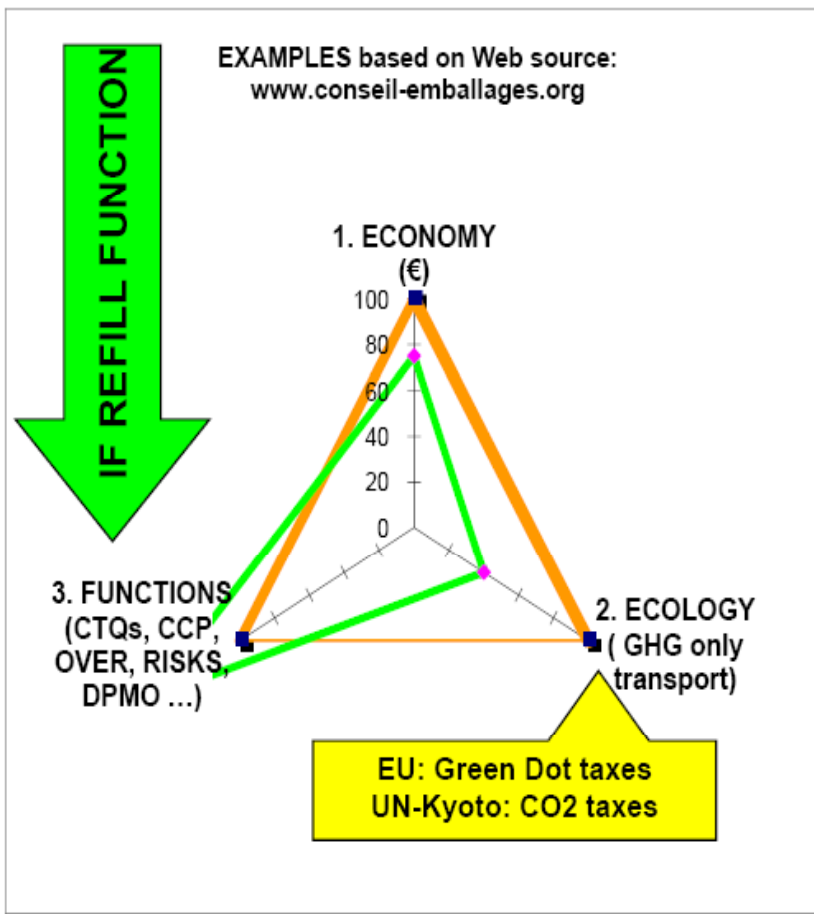 EXAMPLES based on Web source:
www.conseil-emballages.org
IF REFILL FUNCTION
1. ECONOMY
(€)
100
80
60
40
20
0
3. FUNCTIONS
(CTQs, CCP,
OVER, RISKS,
DPMO ...)
2. ECOLOGY
( GHG only
transport)
EU: Green Dot taxes
UN-Kyoto: CO2 taxes